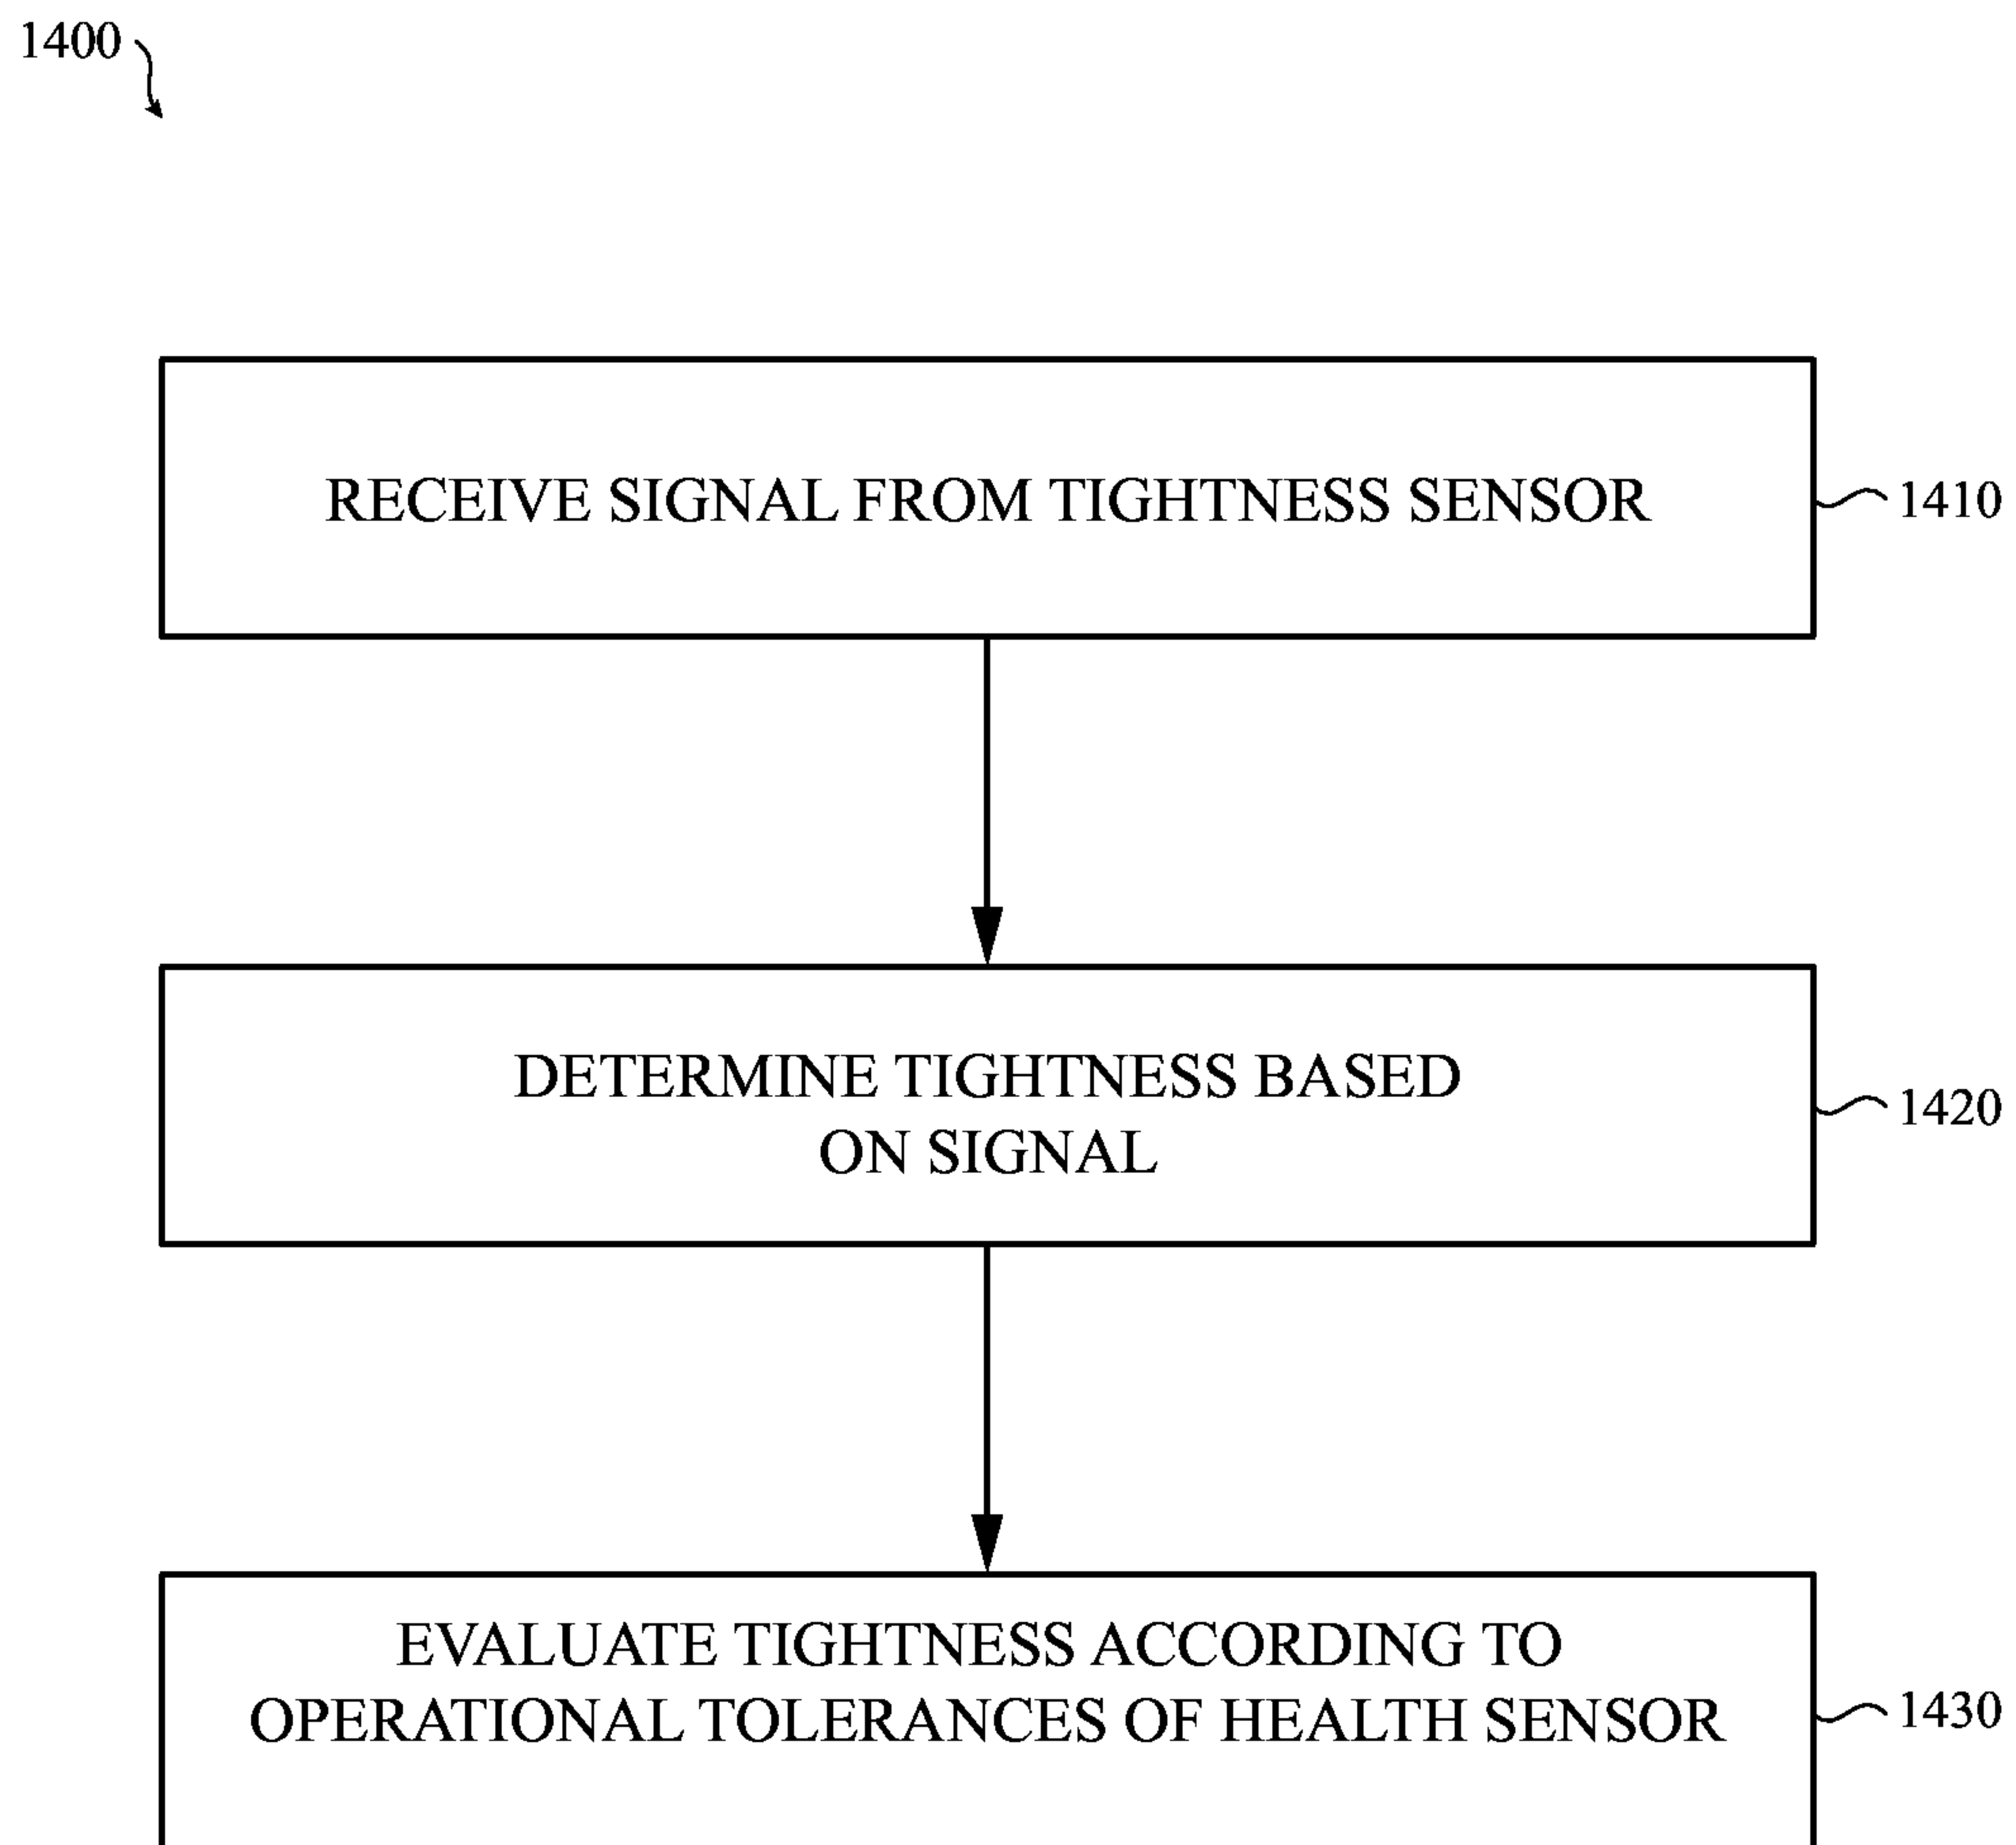 1400
RECEIVE SIGNAL FROM TIGHTNESS SENSOR
1410
DETERMINE TIGHTNESS BASED
ON SIGNAL
1420
EVALUATE TIGHTNESS ACCORDING TO
OPERATIONAL TOLERANCES OF HEALTH SENSOR
1430